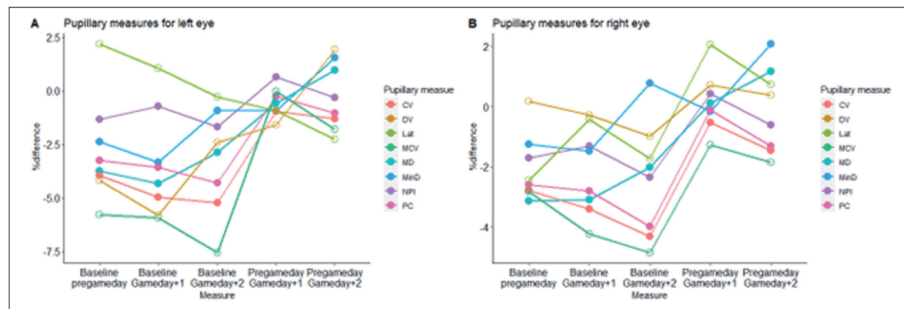 A Pupillary measures for left eye
2.5
0.0
-2.5
-5.0
-7.5
%difference
Baseline pregameday
Baseline Gameday+1
Baseline Gameday+2
Pregameday Gameday+1
Pregameday Gameday+2
Measure
Pupillary measue
CV
DV
Lat
MCV
MD
MinD
NPI
PC
B Pupillary measures for right eye
2
0
-2
-4
%difference
Baseline pregameday
Baseline Gameday+1
Baseline Gameday+2
Pregameday Gameday+1
Pregameday Gameday+2
Measure
Pupillary measure
CV
DV
Lat
MCV
MD
MinD
NPI
PC